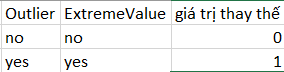 Outlier ExtremeValue giá trị thay thế
no no 0
yes yes 1